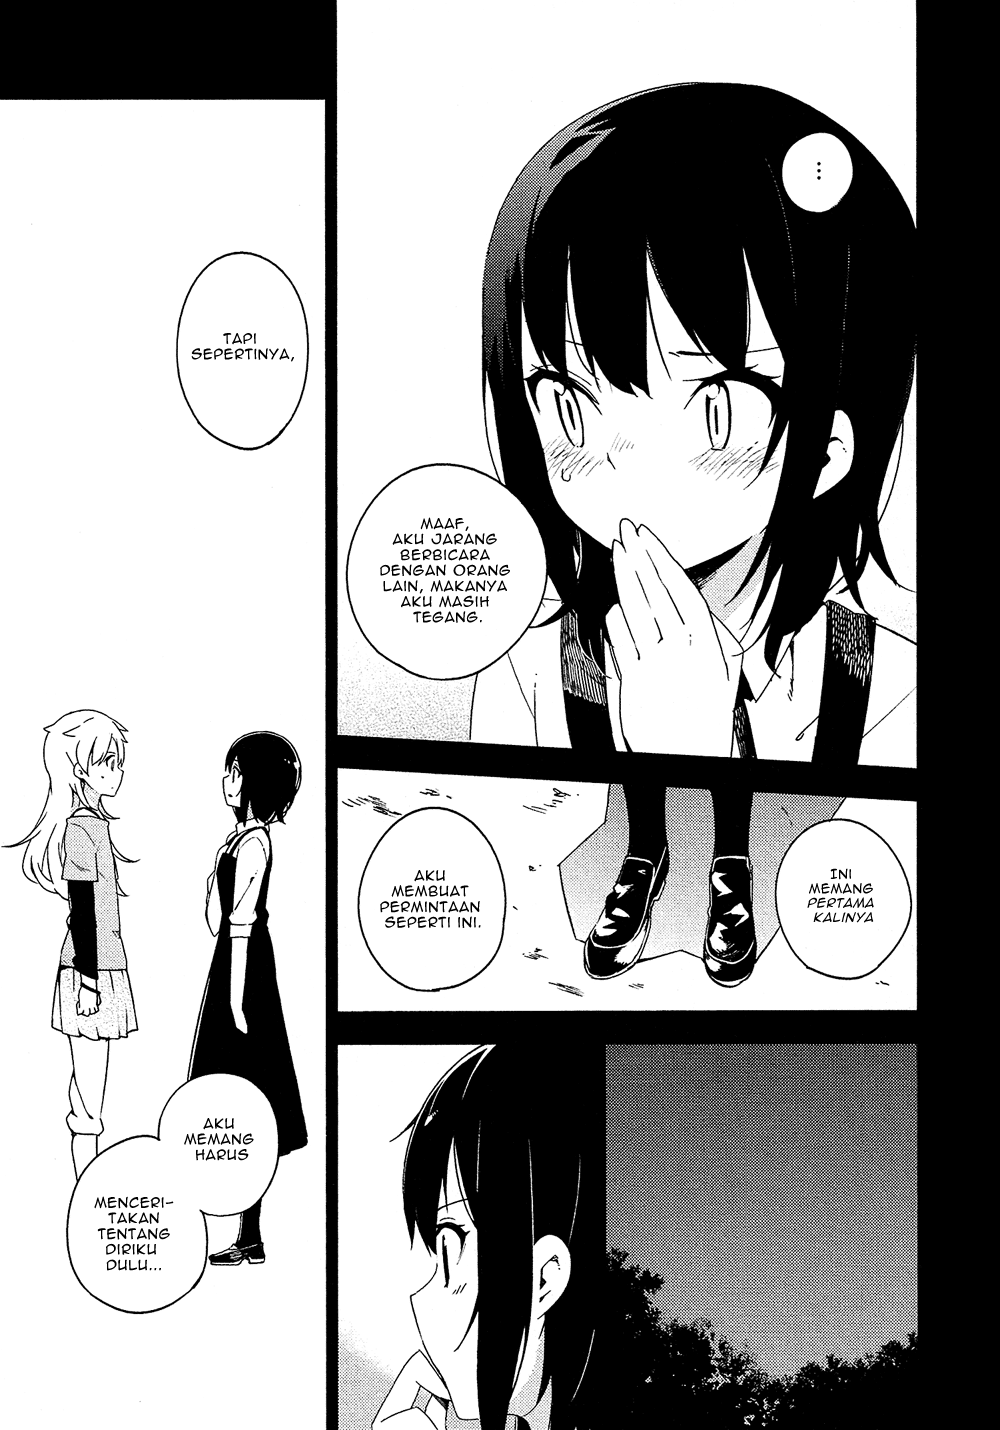 ...
MAAF,
AKU JARANG
BERBICARA
DENGAN ORANG
LAIN, MAKANYA
AKU MASIH
TEGANG.
INI
MEMANG
PERTAMA
KALINYA
AKU
MEMBUAT
PERMINTAAN
SEPERTI INI.
TAPI
SEPERTINYA,
AKU
MEMANG
HARUS
MENCERI-
TAKAN
TENTANG
DIRIKU
DULU...